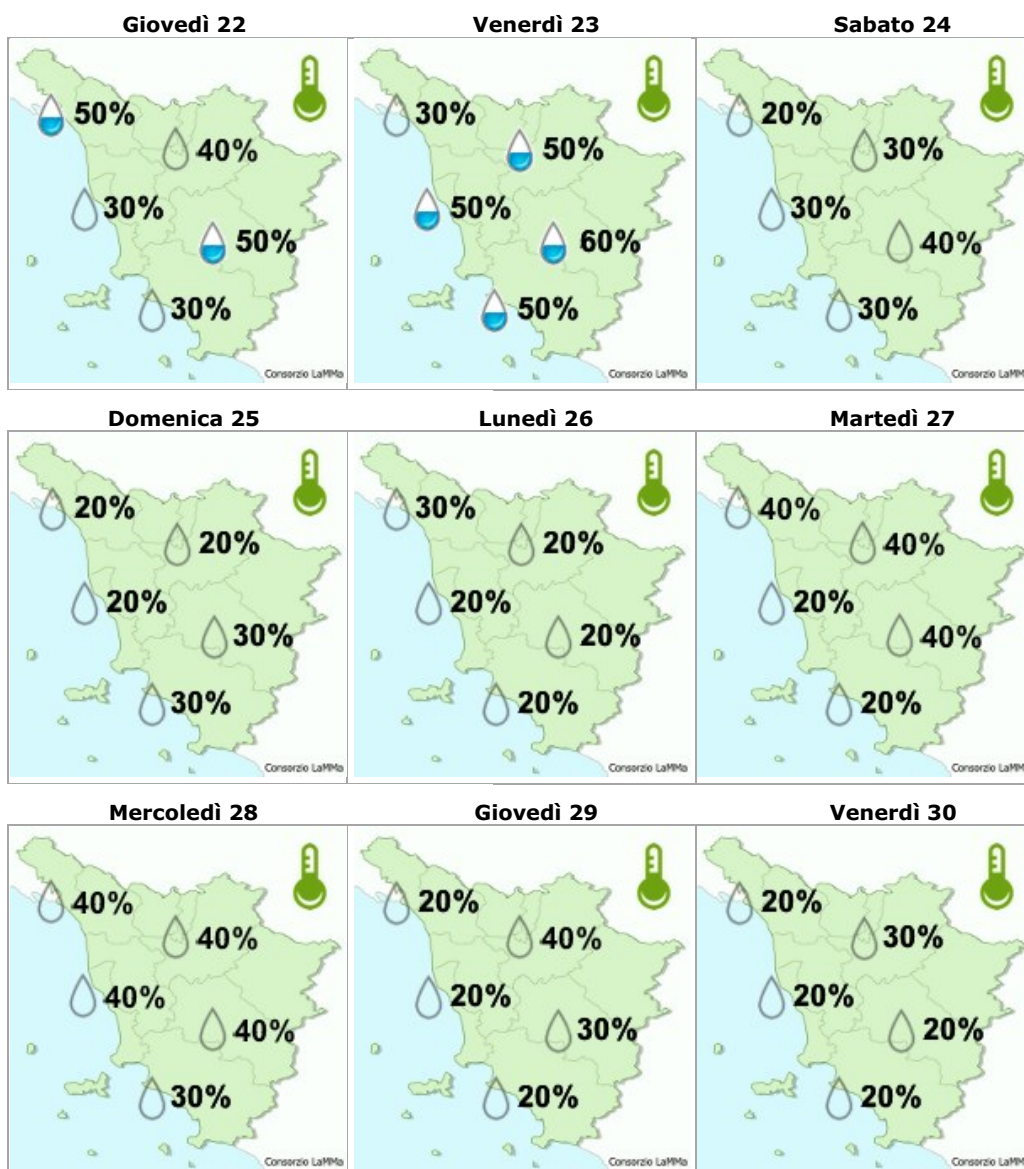 Giovedì 22 Venerdì 23 Sabato 24
50% 30% 20%
40% 50% 30%
30% 50% 30%
50% 60% 40%
30% 50% 30%
Consorzio LaMMa Consorzio LaMMa Consorzio LaMM
Domenica 25 Lunedì 26 Martedì 27
20% 30% 40%
20% 20% 40%
20% 20% 20%
30% 20% 40%
30% 20% 20%
Consorzio LaMMa Consorzio LaMMa Consorzio LaMM
Mercoledì 28 Giovedì 29 Venerdì 30
40% 20% 20%
40% 40% 30%
40% 20% 20%
40% 30% 20%
30% 20% 20%
Consorzio LaMMa Consorzio LaMMa Consorzio LaMM